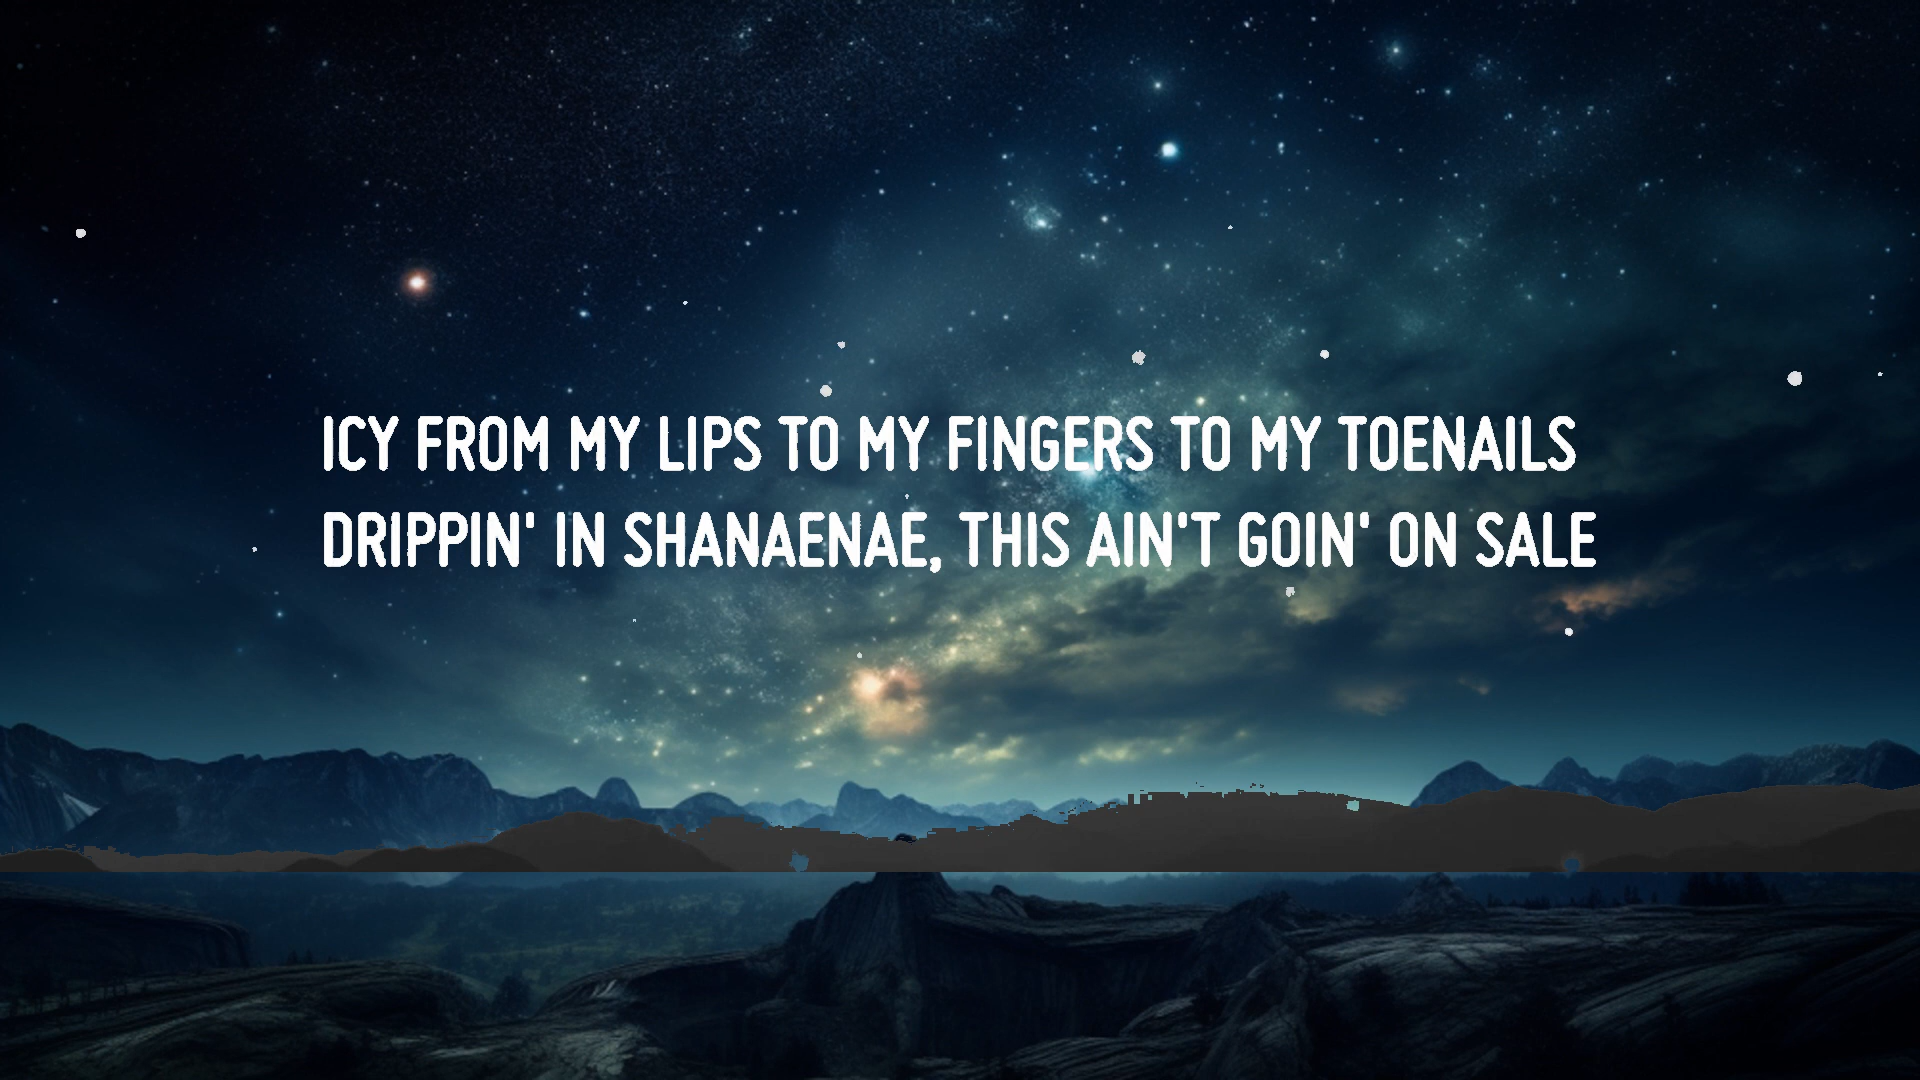 ICY FROM MY LIPS TO MY FINGERS TO MY TOENAILS
DRIPPIN' IN SHANAENAE, THIS AIN'T GOIN' ON SALE